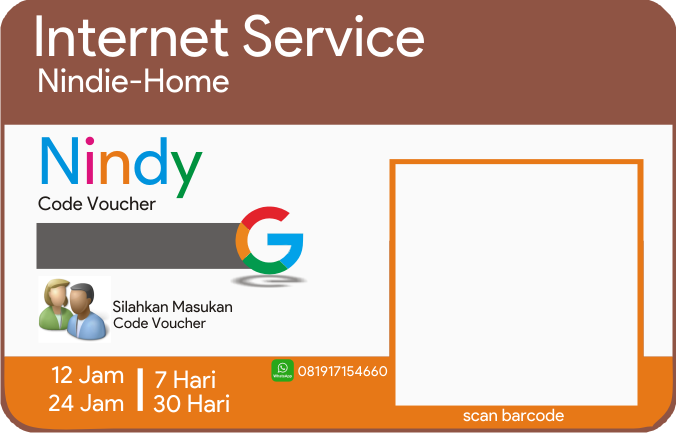 Internet Service
Nindie-Home
Nindy
Code Voucher
G
Silahkan Masukan
Code Voucher
12 Jam
24 Jam
7 Hari
30 Hari
WhatsApp
081917154660
scan barcode